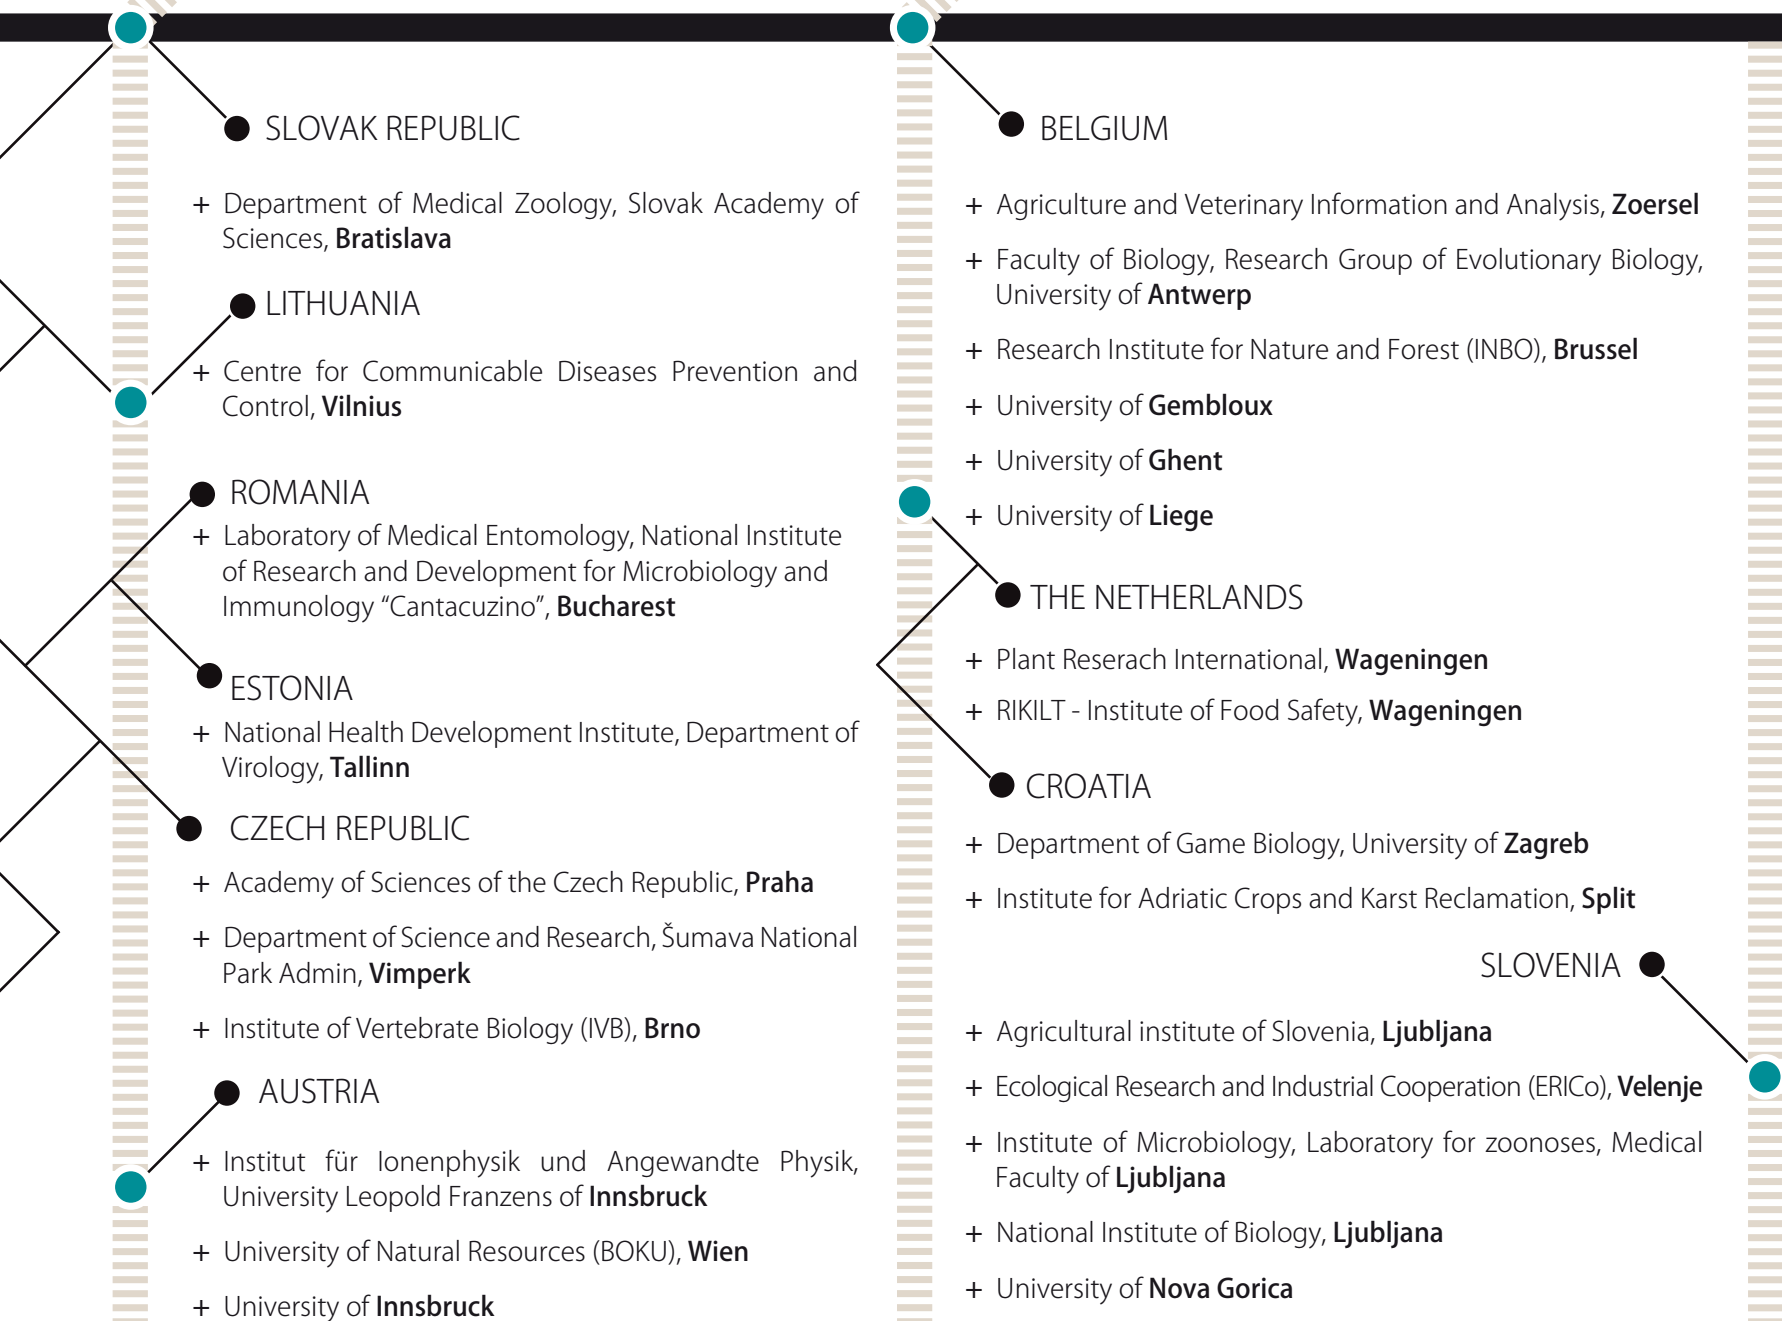 SLOVAK REPUBLIC
+ Department of Medical Zoology, Slovak Academy of
Sciences, Bratislava
LITHUANIA
+ Centre for Communicable Diseases Prevention and
Control, Vilnius
ROMANIA
+ Laboratory of Medical Entomology, National Institute
of Research and Development for Microbiology and
Immunology “Cantacuzino”, Bucharest
ESTONIA
+ National Health Development Institute, Department of
Virology, Tallinn
CZECH REPUBLIC
+ Academy of Sciences of the Czech Republic, Praha
+ Department of Science and Research, Šumava National
Park Admin, Vimperk
+ Institute of Vertebrate Biology (IVB), Brno
AUSTRIA
+ Institut für Ionenphysik und Angewandte Physik,
University Leopold Franzens of Innsbruck
+ University of Natural Resources (BOKU), Wien
+ University of Innsbruck
BELGIUM
+ Agriculture and Veterinary Information and Analysis, Zoersel
+ Faculty of Biology, Research Group of Evolutionary Biology,
University of Antwerp
+ Research Institute for Nature and Forest (INBO), Brussel
+ University of Gembloux
+ University of Ghent
+ University of Liege
THE NETHERLANDS
+ Plant Reserach International, Wageningen
+ RIKILT - Institute of Food Safety, Wageningen
CROATIA
+ Department of Game Biology, University of Zagreb
+ Institute for Adriatic Crops and Karst Reclamation, Split
SLOVENIA
+ Agricultural institute of Slovenia, Ljubljana
+ Ecological Research and Industrial Cooperation (ERICo), Velenje
+ Institute of Microbiology, Laboratory for zoonoses, Medical
Faculty of Ljubljana
+ National Institute of Biology, Ljubljana
+ University of Nova Gorica